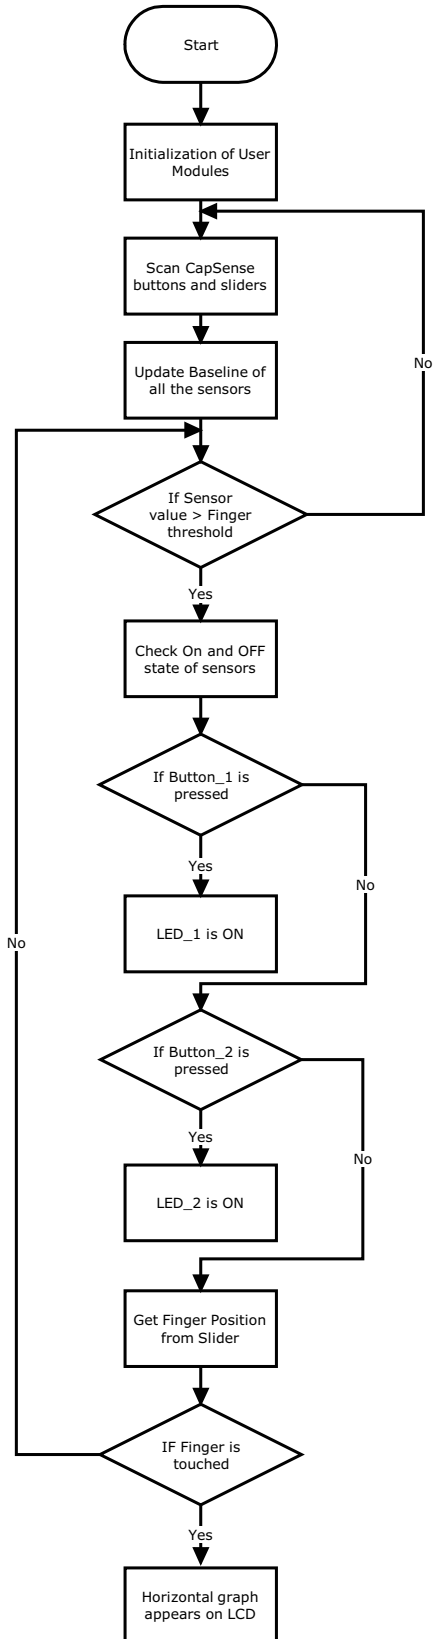 Start
Initialization of User
Modules
Scan CapSense
buttons and sliders
No
Update Baseline of
all the sensors
If Sensor
value > Finger
threshold
Yes
Check On and OFF
state of sensors
If Button_1 is
pressed
Yes
No
LED_1 is ON
No
If Button_2 is
pressed
Yes
No
LED_2 is ON
Get Finger Position
from Slider
IF Finger is
touched
Yes
Horizontal graph
appears on LCD